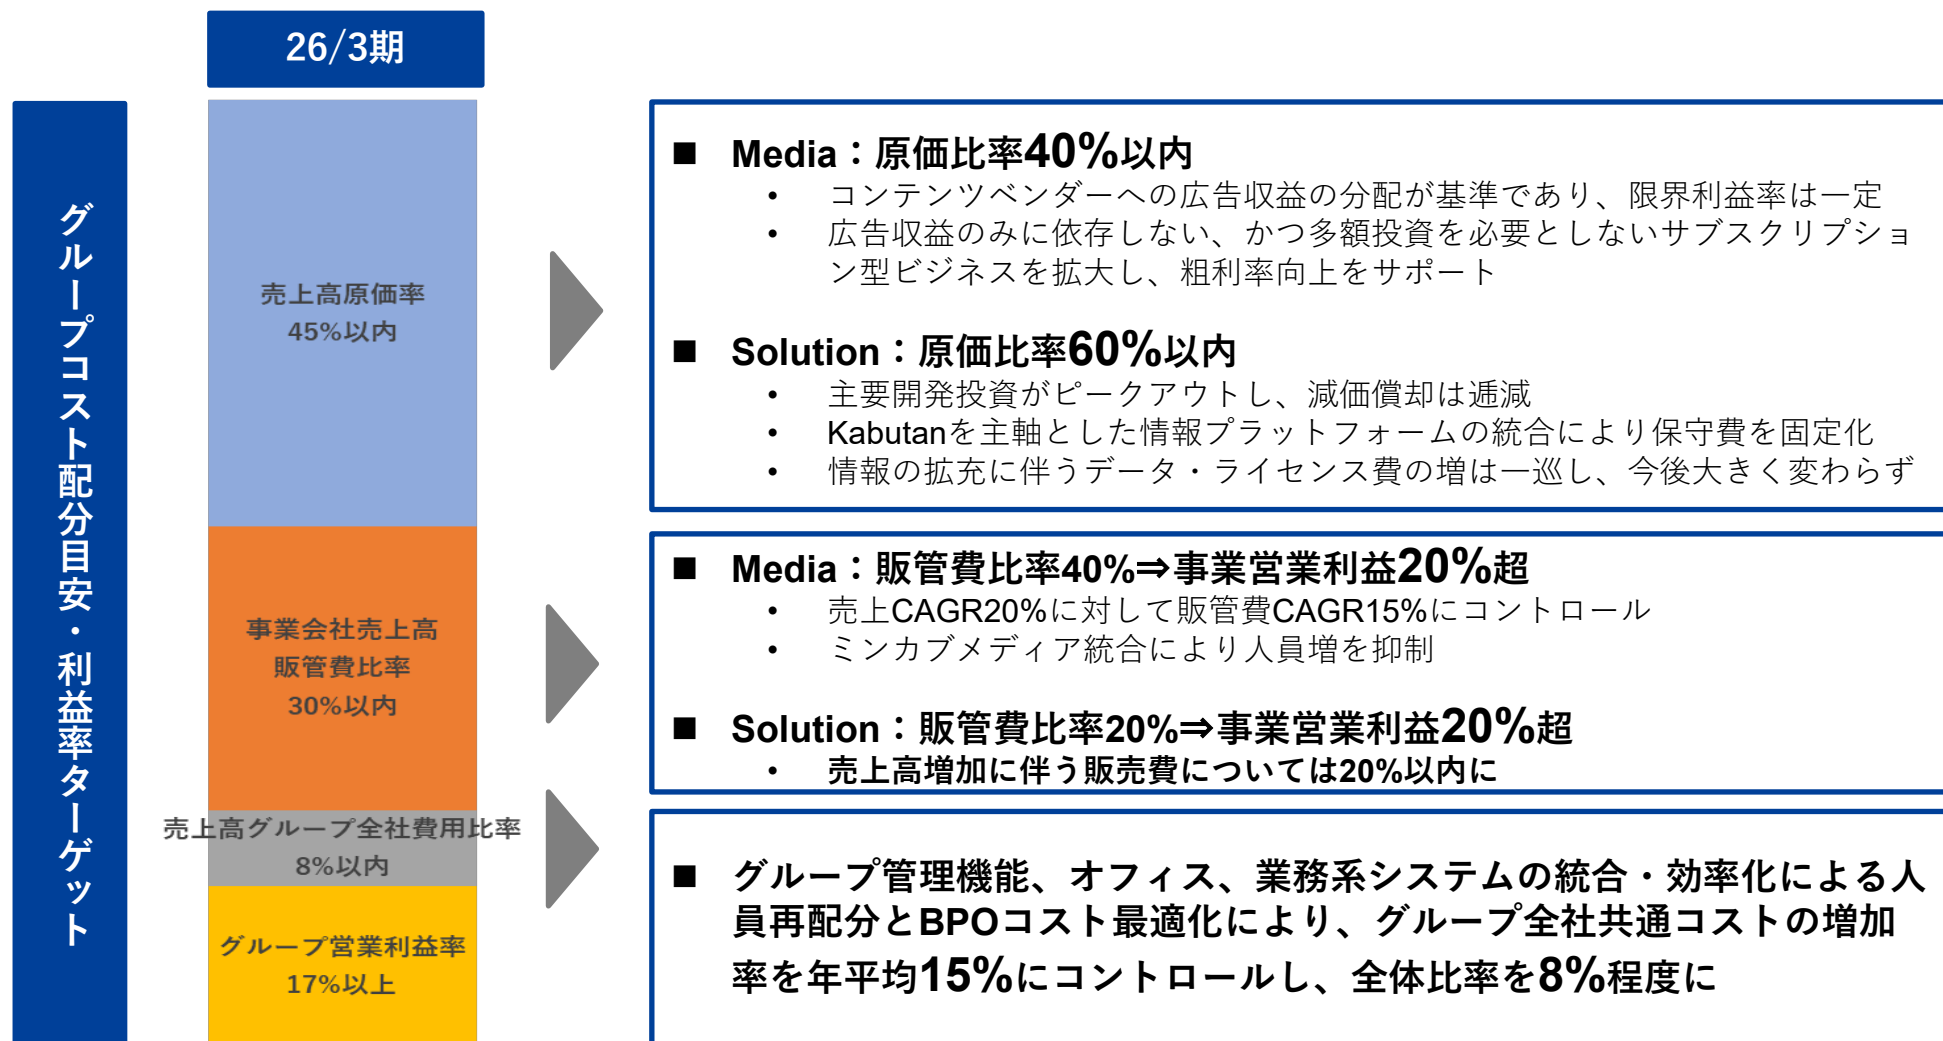 26/3期
グループコスト配分目安・利益率ターゲット
売上高原価率
45%以内
事業会社売上高
販管費比率
30%以内
売上高グループ全社費用比率
8%以内
グループ営業利益率
17%以上
■ Media：原価比率40%以内
• コンテンツベンダーへの広告収益の分配が基準であり、限界利益率は一定
• 広告収益のみに依存しない、かつ多額投資を必要としないサブスクリプショ
ン型ビジネスを拡大し、粗利率向上をサポート
■ Solution：原価比率60%以内
• 主要開発投資がピークアウトし、減価償却は逓減
• Kabutanを主軸とした情報プラットフォームの統合により保守費を固定化
• 情報の拡充に伴うデータ・ライセンス費の増は一巡し、今後大きく変わらず
■ Media：販管費比率40%⇒事業営業利益20%超
• 売上CAGR20%に対して販管費CAGR15%にコントロール
• ミンカブメディア統合により人員増を抑制
■ Solution：販管費比率20%⇒事業営業利益20%超
• 売上高増加に伴う販売費については20%以内に
■ グループ管理機能、オフィス、業務系システムの統合・効率化による人
員再配分とBPOコスト最適化により、グループ全社共通コストの増加
率を年平均15%にコントロールし、全体比率を8%程度に